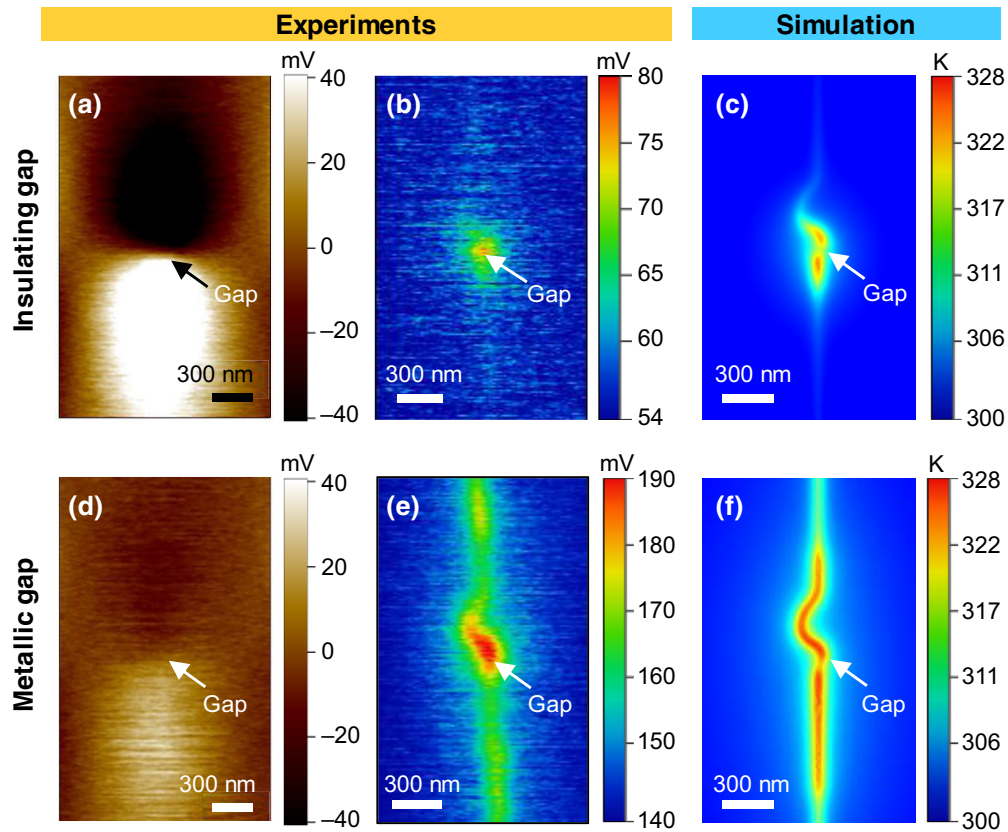 Experiments
Simulation
Insulating gap
(a)
Gap
300 nm
mV
40
20
0
–20
–40
(b)
Gap
300 nm
mV
80
75
70
65
60
54
(c)
Gap
300 nm
K
328
322
317
311
306
300
Metallic gap
(d)
Gap
300 nm
mV
40
20
0
–20
–40
(e)
Gap
300 nm
mV
190
180
170
160
150
140
(f)
Gap
300 nm
K
328
322
317
311
306
300